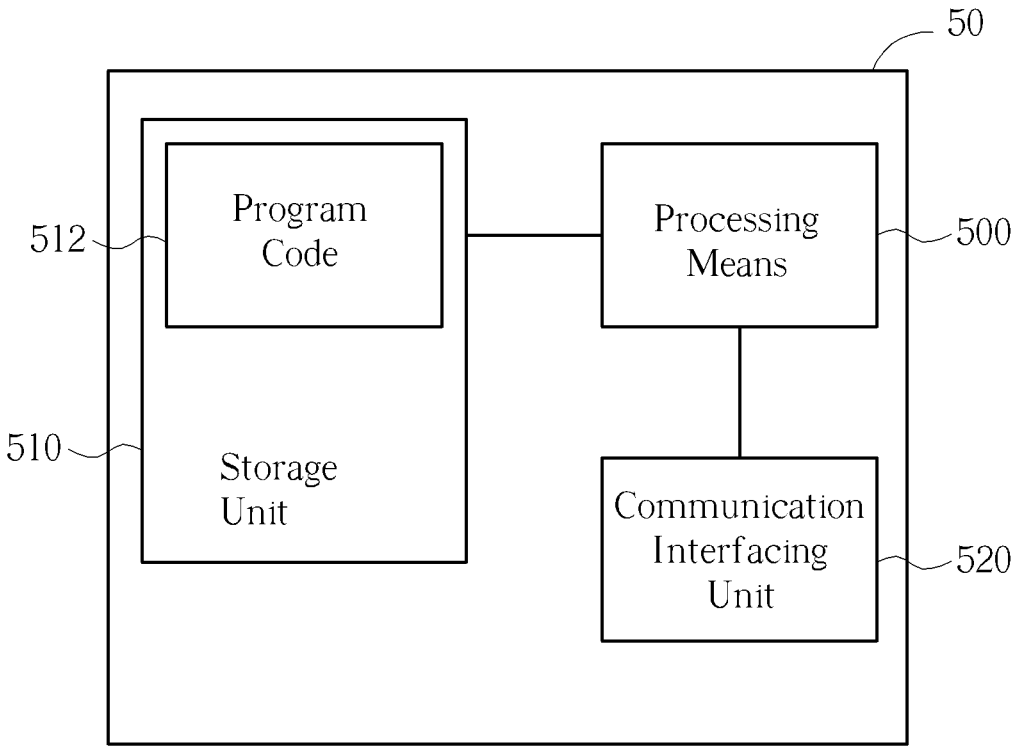 50
Program
Code
512
Processing
Means
500
510
Storage
Unit
Communication
Interfacing
Unit
520